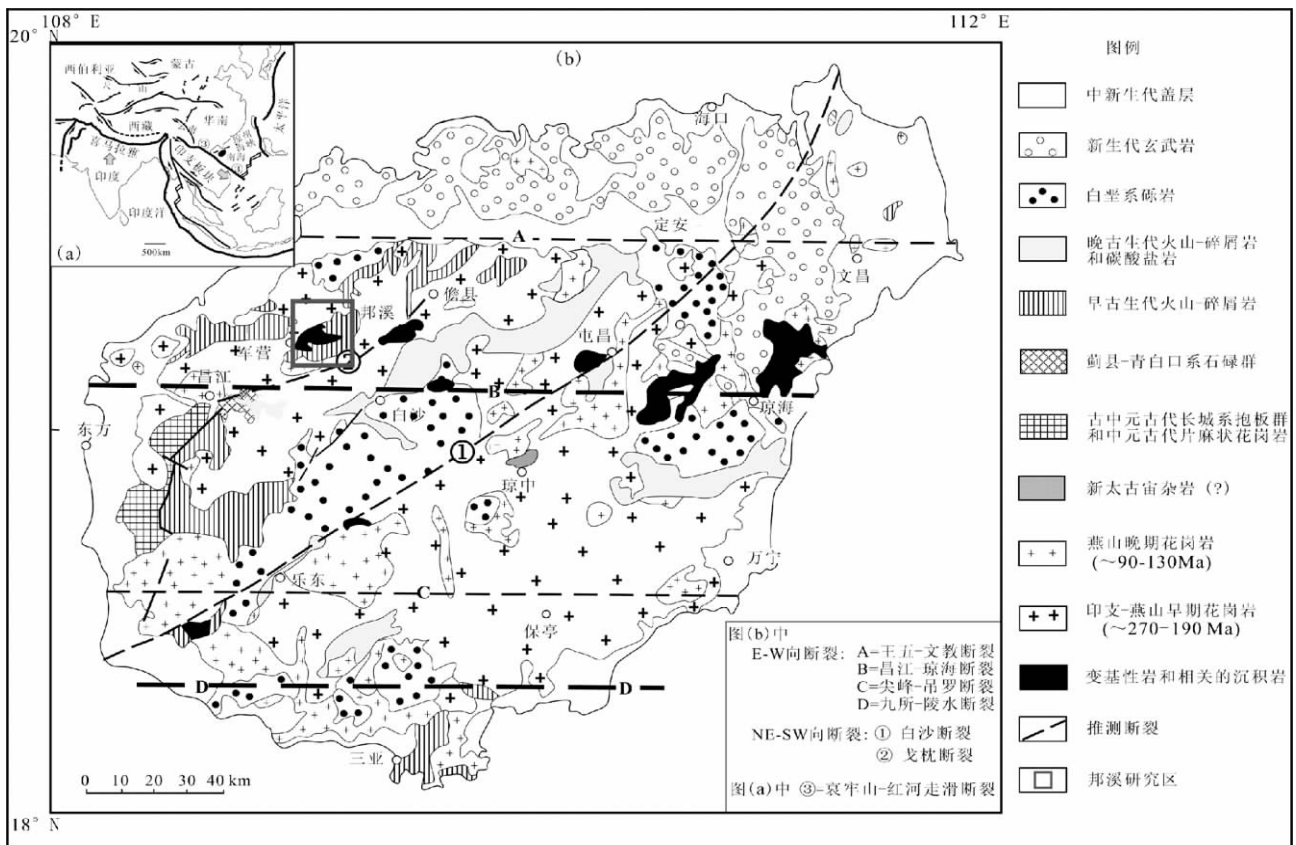 108° E
112° E
20° N
18° N
(b)
西伯利亚
蒙古
天
山
华南
西藏
喜马拉雅
印度
印支板块
南海
太平洋
印度洋
500km
(a)
海口
A
定安
文昌
儋县
邦溪
屯昌
军营
②
昌江
B
白沙
琼海
东方
①
琼中
万宁
乐东
C
保亭
D
D
三亚
0 10 20 30 40 km
图(b)中
E-W向断裂: A=王五-文教断裂
B=昌江-琼海断裂
C=尖峰-吊罗断裂
D=九所-陵水断裂
NE-SW向断裂: ① 白沙断裂
② 戈枕断裂
图(a)中 ③-哀牢山-红河走滑断裂
图例
中新生代盖层
新生代玄武岩
白垩系砾岩
晚古生代火山-碎屑岩
和碳酸盐岩
早古生代火山-碎屑岩
蓟县-青白口系石碌群
古中元古代长城系抱板群
和中元古代片麻状花岗岩
新太古宙杂岩 (?)
燕山晚期花岗岩
(~90-130Ma)
印支-燕山早期花岗岩
(~270-190 Ma)
变基性岩和相关的沉积岩
推测断裂
邦溪研究区